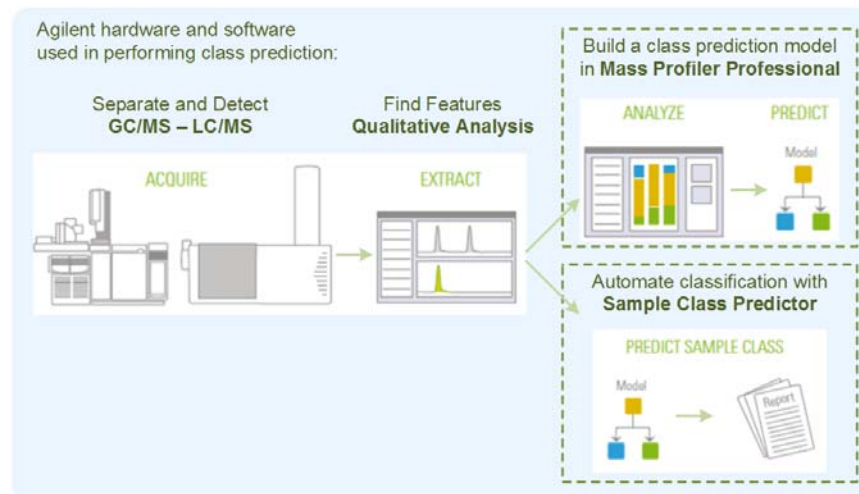 Agilent hardware and software
used in performing class prediction:
Separate and Detect
GC/MS – LC/MS
Find Features
Qualitative Analysis
ACQUIRE
EXTRACT
Build a class prediction model
in Mass Profiler Professional
ANALYZE
PREDICT
Model
Automate classification with
Sample Class Predictor
PREDICT SAMPLE CLASS
Model
Report